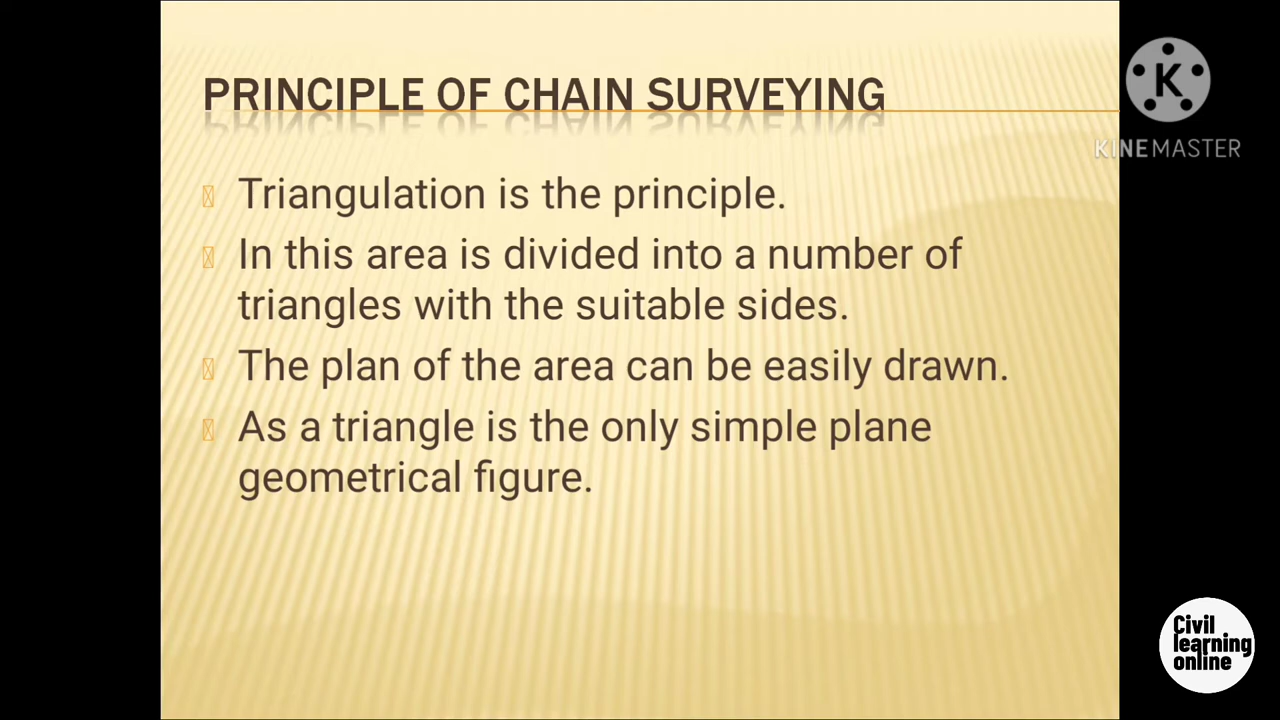 PRINCIPLE OF CHAIN SURVEYING
K
KINEMASTER
Triangulation is the principle.
In this area is divided into a number of
triangles with the suitable sides.
The plan of the area can be easily drawn.
As a triangle is the only simple plane
geometrical figure.
Civil
learning
online